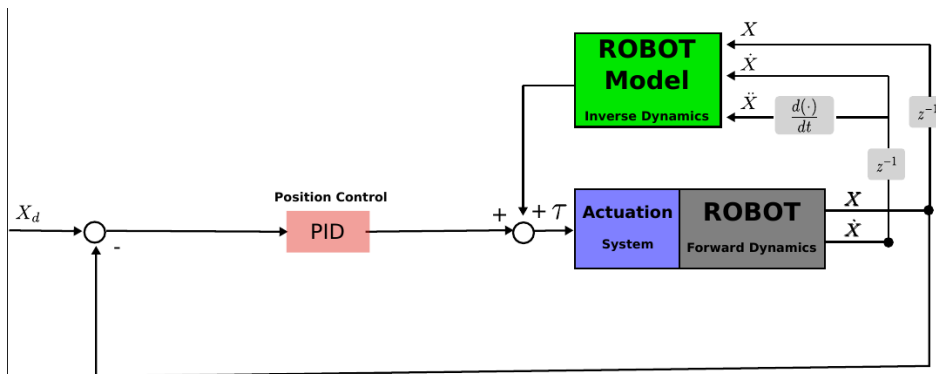 X
ROBOT
Model
Ẋ
Ẍ
Inverse Dynamics
d(·)
dt
z⁻¹
z⁻¹
Position Control
X_d
-
PID
+
+ τ
Actuation
System
ROBOT
Forward Dynamics
X
Ẋ